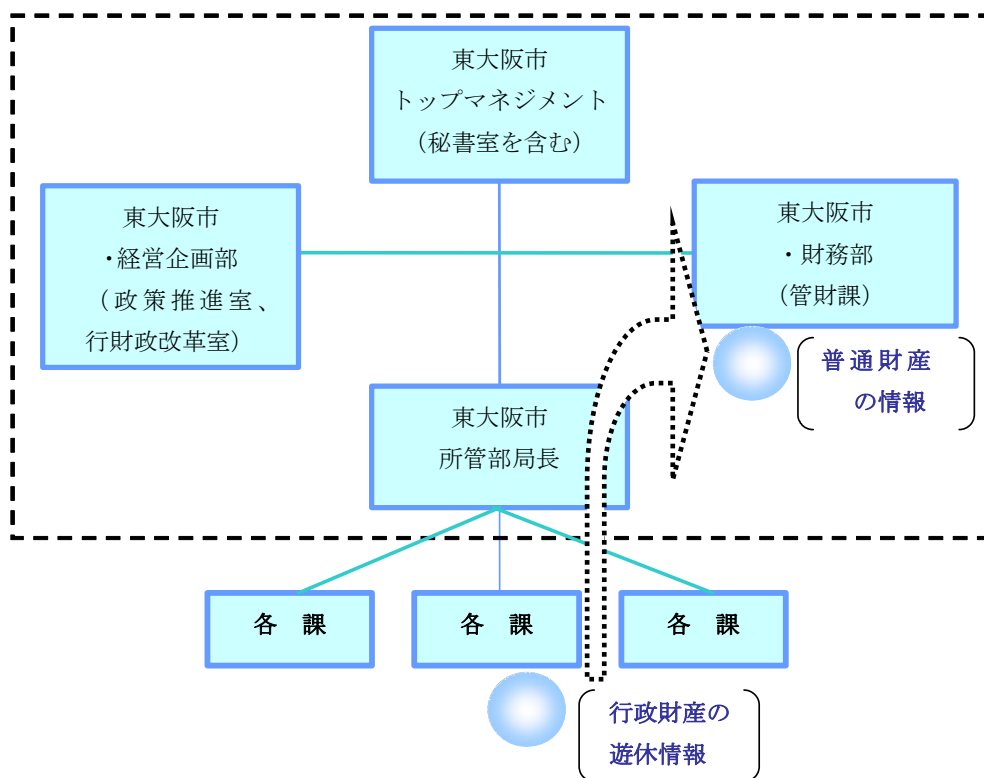 東大阪市
トップマネジメント
（秘書室を含む）
東大阪市
・経営企画部
（政策推進室、
行財政改革室）
東大阪市
・財務部
（管財課）
普通財産
の情報
東大阪市
所管部局長
各　課
各　課
各　課
行政財産の
遊休情報